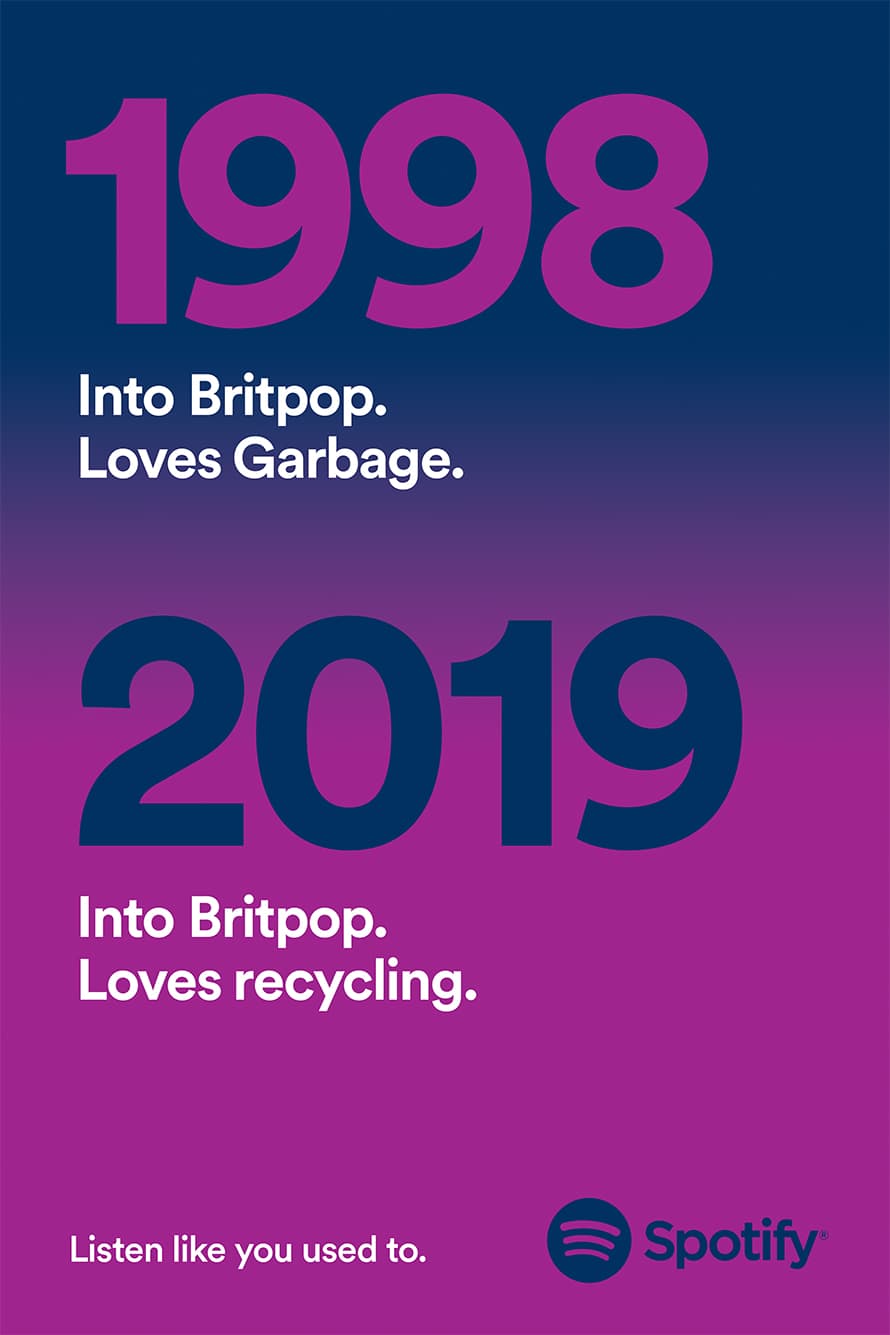 1998
Into Britpop.
Loves Garbage.
2019
Into Britpop.
Loves recycling.
Listen like you used to.
Spotify®